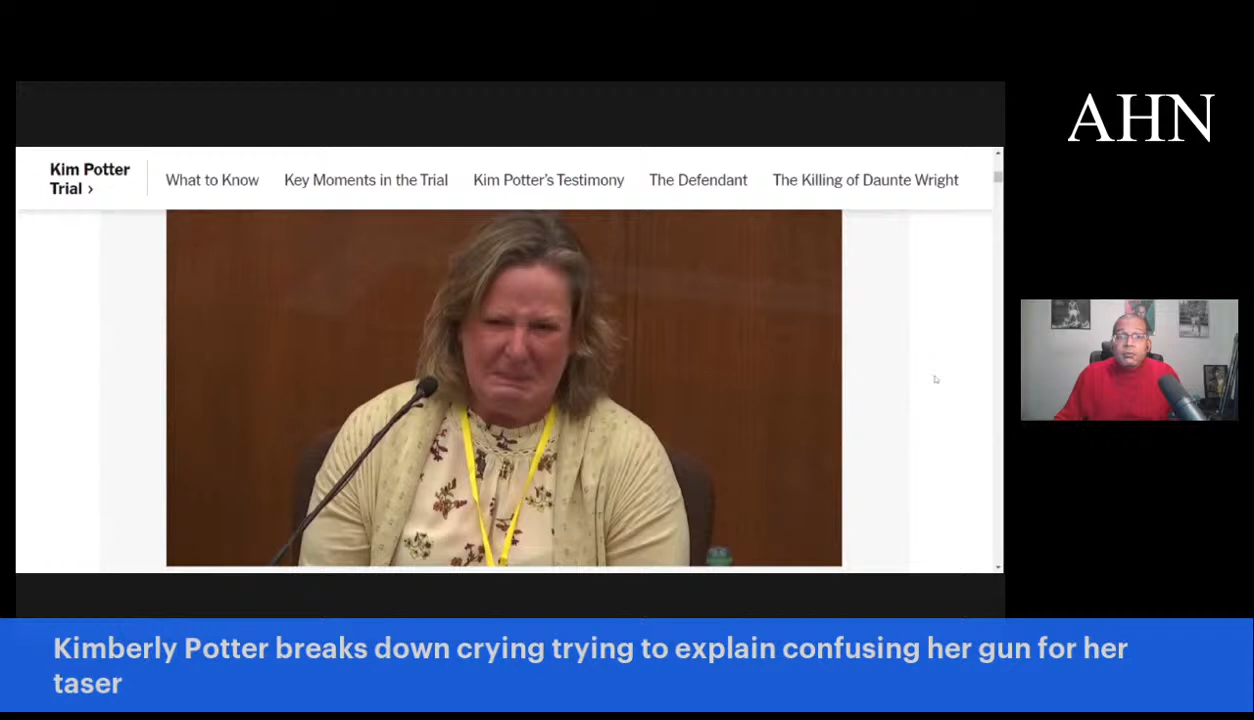 AHN
Kim Potter
Trial ›
What to Know
Key Moments in the Trial
Kim Potter's Testimony
The Defendant
The Killing of Daunte Wright
Kimberly Potter breaks down crying trying to explain confusing her gun for her
taser